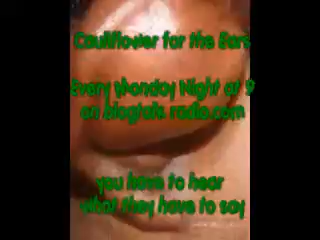 Cauliflower for the Ears
Every Monday Night at 9
on blogtalk radio.com
you have to hear
what they have to say